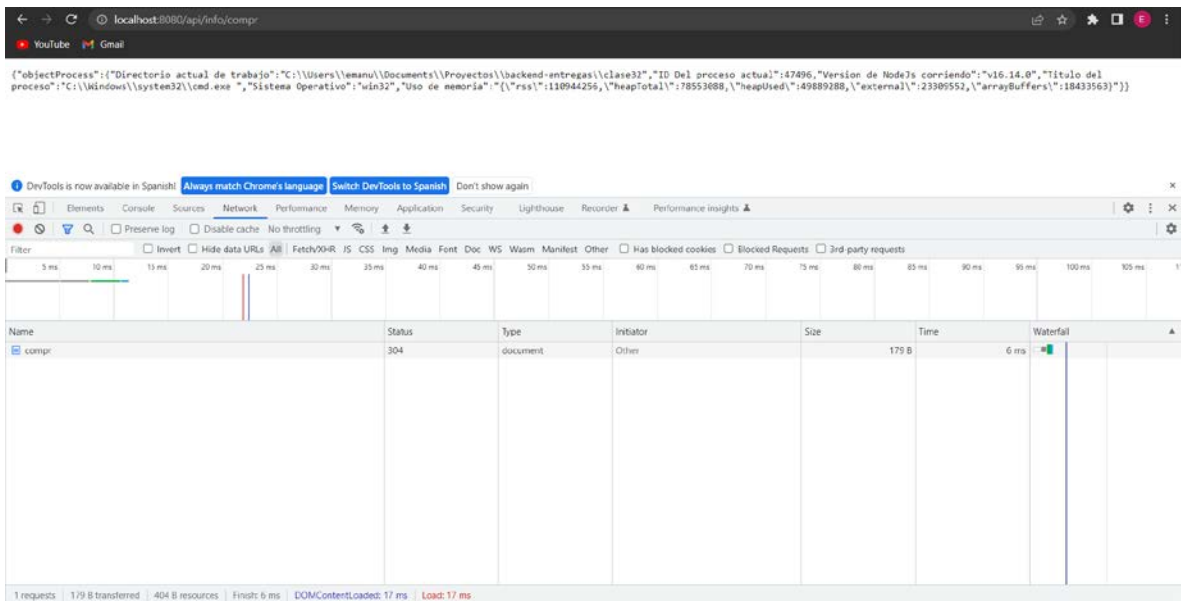 localhost:8080/api/info/compr
E
YouTube Gmail
{"objectProcess":{"Directorio actual de trabajo":"C:\\Users\\emanu\\Documents\\Proyectos\\backend-entregas\\clase32","ID Del proceso actual":47496,"Version de NodeJs corriendo":"v16.14.0","Titulo del
proceso":"C:\\Windows\\system32\\cmd.exe ","Sistema Operativo":"win32","Uso de memoria":"{\"rss\":110944256,\"heapTotal\":78553088,\"heapUsed\":49889288,\"external\":23309552,\"arrayBuffers\":18433563}"}}
DevTools is now available in Spanish! Always match Chrome's language Switch DevTools to Spanish Don't show again
Elements Console Sources Network Performance Memory Application Security Lighthouse Recorder Performance insights
Preserve log Disable cache No throttling
Filter Invert Hide data URLs All Fetch/XHR JS CSS Img Media Font Doc WS Wasm Manifest Other Has blocked cookies Blocked Requests 3rd-party requests
5 ms 10 ms 15 ms 20 ms 25 ms 30 ms 35 ms 40 ms 45 ms 50 ms 55 ms 60 ms 65 ms 70 ms 75 ms 80 ms 85 ms 90 ms 95 ms 100 ms 105 ms
Name Status Type Initiator Size Time Waterfall
compr 304 document Other 179 B 6 ms
1 requests 179 B transferred 404 B resources Finish: 6 ms DOMContentLoaded: 17 ms Load: 17 ms